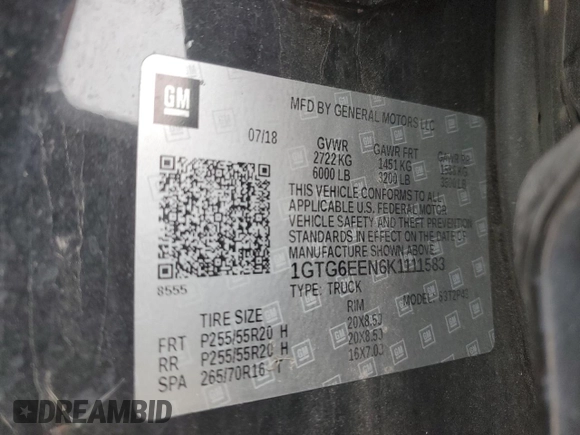 GM
MFD BY GENERAL MOTORS LLC
07/18
GVWR GAWR FRT GAWR RR
2722 KG 1451 KG
6000 LB 3200 LB
THIS VEHICLE CONFORMS TO ALL
APPLICABLE U.S. FEDERAL MOTOR
VEHICLE SAFETY AND THEFT PREVENTION
STANDARDS IN EFFECT ON THE DATE OF
MANUFACTURE SHOWN ABOVE.
1GTG6EEN6K1111583
TYPE: TRUCK MODEL:
8555
TIRE SIZE RIM
FRT P255/55R20 H 20X8.5J
RR P255/55R20 H 20X8.5J
SPA 265/70R16 T 16X7.0J
DREAMBID